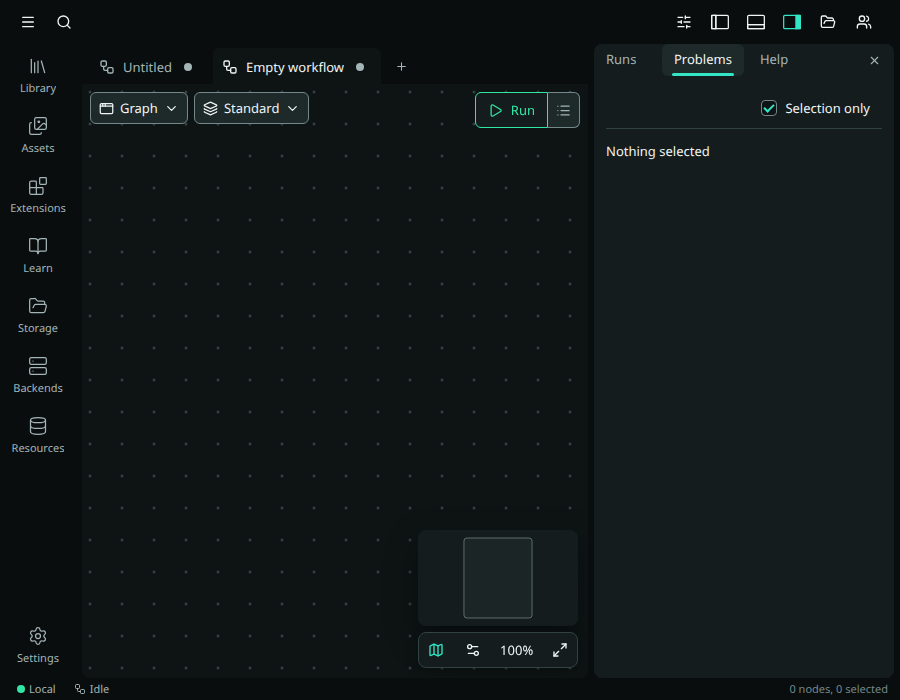 Untitled
Empty workflow
Runs
Problems
Help
Library
Assets
Extensions
Learn
Storage
Backends
Resources
Settings
Graph
Standard
Run
Selection only
Nothing selected
100%
Local
Idle
0 nodes, 0 selected